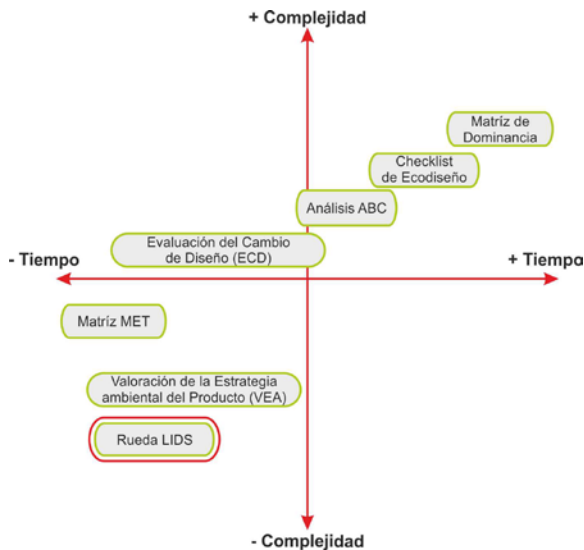 + Complejidad
Matríz de
Dominancia
Checklist
de Ecodiseño
Análisis ABC
Evaluación del Cambio
de Diseño (ECD)
- Tiempo
+ Tiempo
Matríz MET
Valoración de la Estrategia
ambiental del Producto (VEA)
Rueda LIDS
- Complejidad